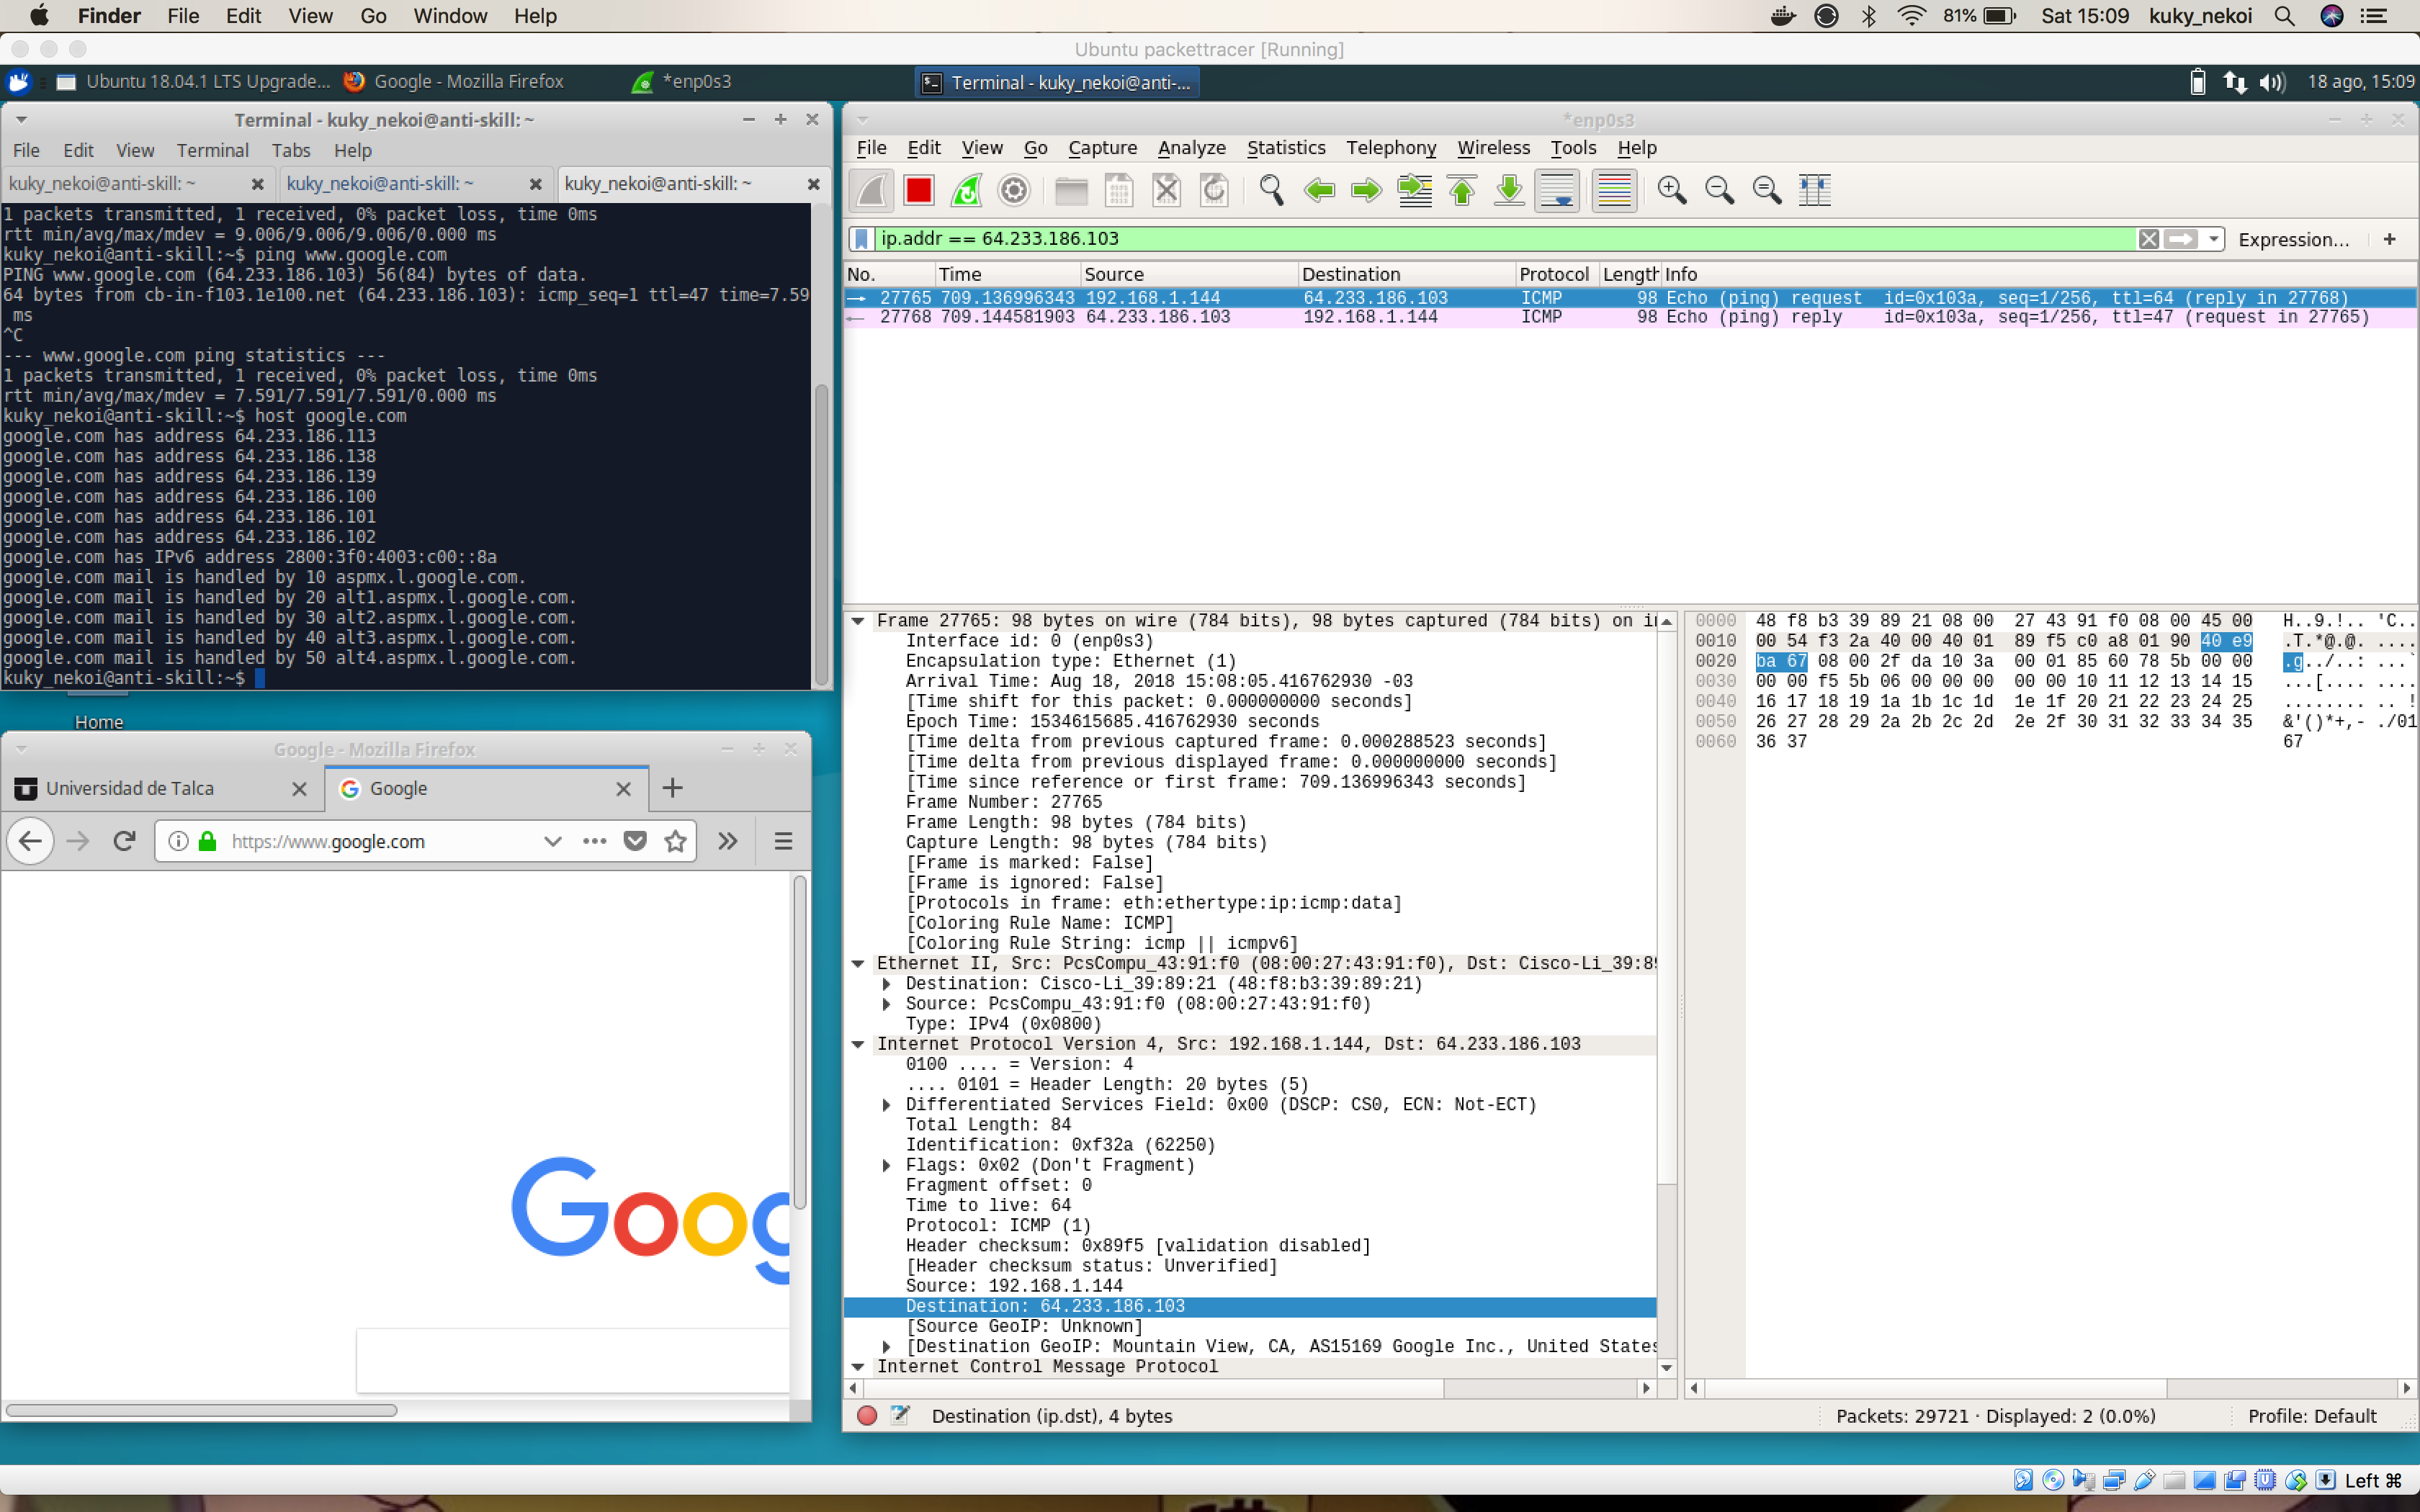 Finder File Edit View Go Window Help
81% Sat 15:09 kuky_nekoi
Ubuntu packettracer [Running]
Ubuntu 18.04.1 LTS Upgrade... Google - Mozilla Firefox *enp0s3 Terminal - kuky_nekoi@anti-... 18 ago, 15:09
Terminal - kuky_nekoi@anti-skill: ~
File Edit View Terminal Tabs Help
kuky_nekoi@anti-skill: ~ kuky_nekoi@anti-skill: ~ kuky_nekoi@anti-skill: ~
1 packets transmitted, 1 received, 0% packet loss, time 0ms
rtt min/avg/max/mdev = 9.006/9.006/9.006/0.000 ms
kuky_nekoi@anti-skill:~$ ping www.google.com
PING www.google.com (64.233.186.103) 56(84) bytes of data.
64 bytes from cb-in-f103.1e100.net (64.233.186.103): icmp_seq=1 ttl=47 time=7.59
ms
^C
--- www.google.com ping statistics ---
1 packets transmitted, 1 received, 0% packet loss, time 0ms
rtt min/avg/max/mdev = 7.591/7.591/7.591/0.000 ms
kuky_nekoi@anti-skill:~$ host google.com
google.com has address 64.233.186.113
google.com has address 64.233.186.138
google.com has address 64.233.186.139
google.com has address 64.233.186.100
google.com has address 64.233.186.101
google.com has address 64.233.186.102
google.com has IPv6 address 2800:3f0:4003:c00::8a
google.com mail is handled by 10 aspmx.l.google.com.
google.com mail is handled by 20 alt1.aspmx.l.google.com.
google.com mail is handled by 30 alt2.aspmx.l.google.com.
google.com mail is handled by 40 alt3.aspmx.l.google.com.
google.com mail is handled by 50 alt4.aspmx.l.google.com.
kuky_nekoi@anti-skill:~$
Home
Google - Mozilla Firefox
Universidad de Talca Google
https://www.google.com
Goog
*enp0s3
File Edit View Go Capture Analyze Statistics Telephony Wireless Tools Help
ip.addr == 64.233.186.103 Expression... +
No. Time Source Destination Protocol Length Info
27765 709.136996343 192.168.1.144 64.233.186.103 ICMP 98 Echo (ping) request id=0x103a, seq=1/256, ttl=64 (reply in 27768)
27768 709.144581903 64.233.186.103 192.168.1.144 ICMP 98 Echo (ping) reply id=0x103a, seq=1/256, ttl=47 (request in 27765)
Frame 27765: 98 bytes on wire (784 bits), 98 bytes captured (784 bits) on i
Interface id: 0 (enp0s3)
Encapsulation type: Ethernet (1)
Arrival Time: Aug 18, 2018 15:08:05.416762930 -03
[Time shift for this packet: 0.000000000 seconds]
Epoch Time: 1534615685.416762930 seconds
[Time delta from previous captured frame: 0.000288523 seconds]
[Time delta from previous displayed frame: 0.000000000 seconds]
[Time since reference or first frame: 709.136996343 seconds]
Frame Number: 27765
Frame Length: 98 bytes (784 bits)
Capture Length: 98 bytes (784 bits)
[Frame is marked: False]
[Frame is ignored: False]
[Protocols in frame: eth:ethertype:ip:icmp:data]
[Coloring Rule Name: ICMP]
[Coloring Rule String: icmp || icmpv6]
Ethernet II, Src: PcsCompu_43:91:f0 (08:00:27:43:91:f0), Dst: Cisco-Li_39:89
Destination: Cisco-Li_39:89:21 (48:f8:b3:39:89:21)
Source: PcsCompu_43:91:f0 (08:00:27:43:91:f0)
Type: IPv4 (0x0800)
Internet Protocol Version 4, Src: 192.168.1.144, Dst: 64.233.186.103
0100 .... = Version: 4
.... 0101 = Header Length: 20 bytes (5)
Differentiated Services Field: 0x00 (DSCP: CS0, ECN: Not-ECT)
Total Length: 84
Identification: 0xf32a (62250)
Flags: 0x02 (Don't Fragment)
Fragment offset: 0
Time to live: 64
Protocol: ICMP (1)
Header checksum: 0x89f5 [validation disabled]
[Header checksum status: Unverified]
Source: 192.168.1.144
Destination: 64.233.186.103
[Source GeoIP: Unknown]
[Destination GeoIP: Mountain View, CA, AS15169 Google Inc., United States
Internet Control Message Protocol
0000 48 f8 b3 39 89 21 08 00 27 43 91 f0 08 00 45 00 H..9.!.. 'C..
0010 00 54 f3 2a 40 00 40 01 89 f5 c0 a8 01 90 40 e9 .T.*@.@. ....
0020 ba 67 08 00 2f da 10 3a 00 01 85 60 78 5b 00 00 .g../..: ...`
0030 00 00 f5 5b 06 00 00 00 00 00 10 11 12 13 14 15 ...[.... ....
0040 16 17 18 19 1a 1b 1c 1d 1e 1f 20 21 22 23 24 25 ........ .. !
0050 26 27 28 29 2a 2b 2c 2d 2e 2f 30 31 32 33 34 35 &'()*+,- ./01
0060 36 37 67
Destination (ip.dst), 4 bytes Packets: 29721 · Displayed: 2 (0.0%) Profile: Default
Left ⌘